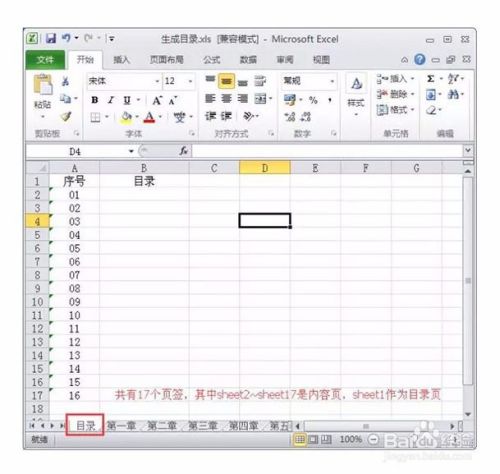 生成目录.xls [兼容模式] - Microsoft Excel
文件 开始 插入 页面布局 公式 数据 审阅 视图
宋体 12 常规 插入 Σ
粘贴 B I U A A 变 % , 样式 删除
格式
剪贴板 字体 对齐方式 数字 单元格 编辑
D4 fx
A B C D E F G
1 序号 目录
2 01
3 02
4 03
5 04
6 05
7 06
8 07
9 08
10 09
11 10
12 11
13 12
14 13
15 14
16 15
17 16 共有17个页签，其中sheet2~sheet17是内容页，sheet1作为目录页
18
目录 第一章 第二章 第三章 第四章 第五
就绪 100%
Baidu 经验
jingyan.baidu.com